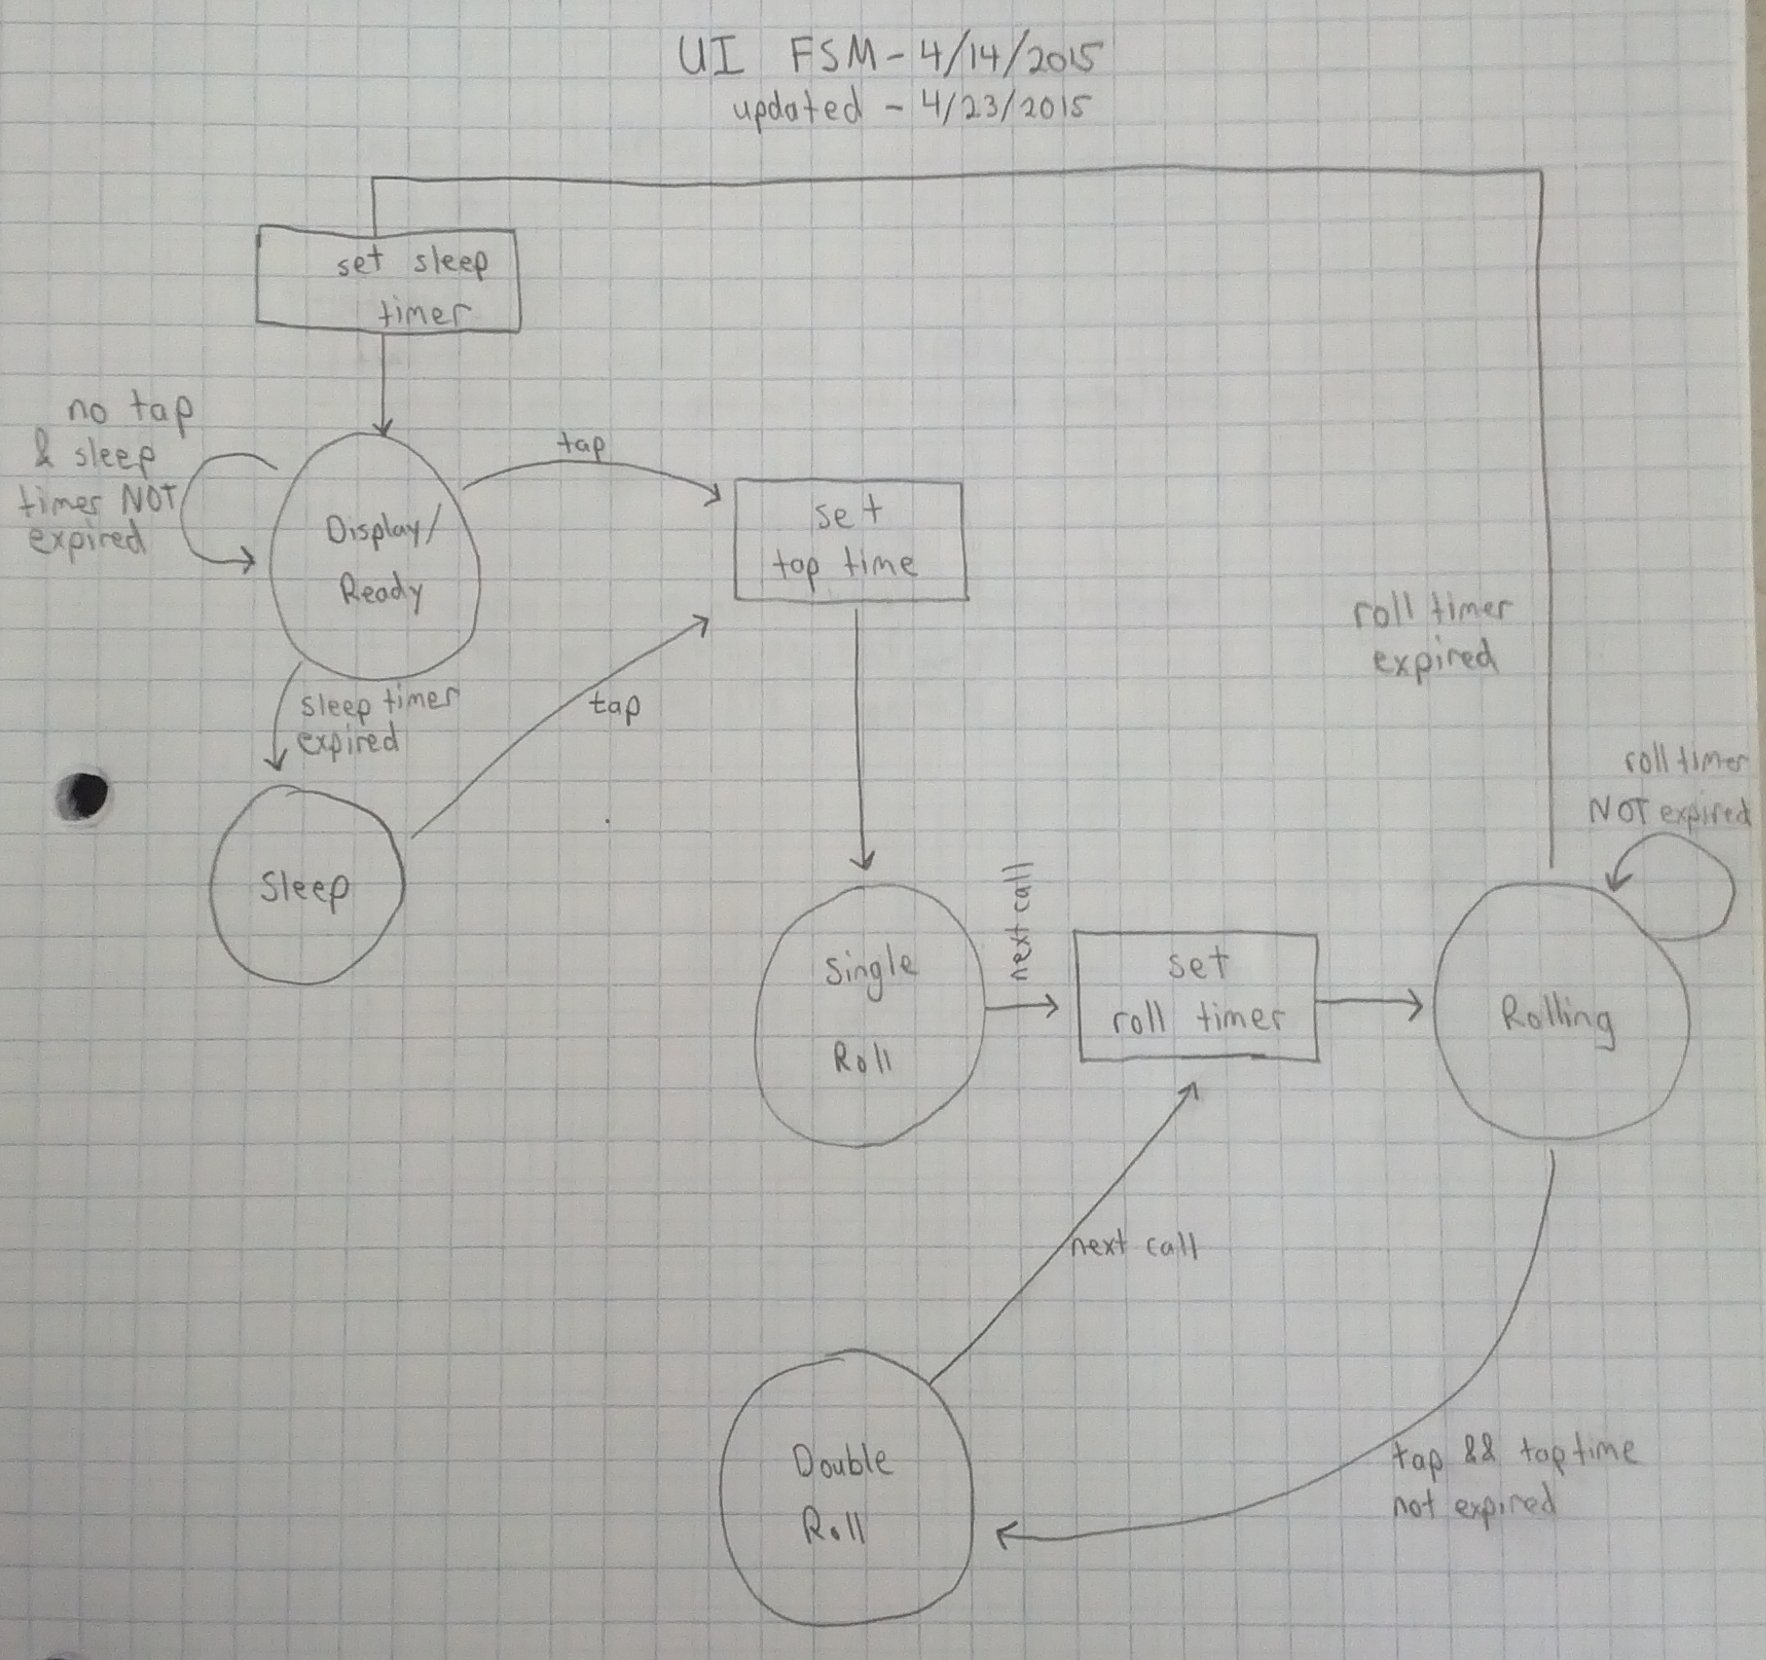 UI FSM - 4/14/2015
updated - 4/23/2015
set sleep
timer
no tap
& sleep
timer NOT
expired
tap
Display/
Ready
set
tap time
sleep timer
expired
tap
roll timer
expired
roll timer
NOT expired
Sleep
Single
Roll
next call
set
roll timer
Rolling
next call
Double
Roll
tap && tap time
not expired